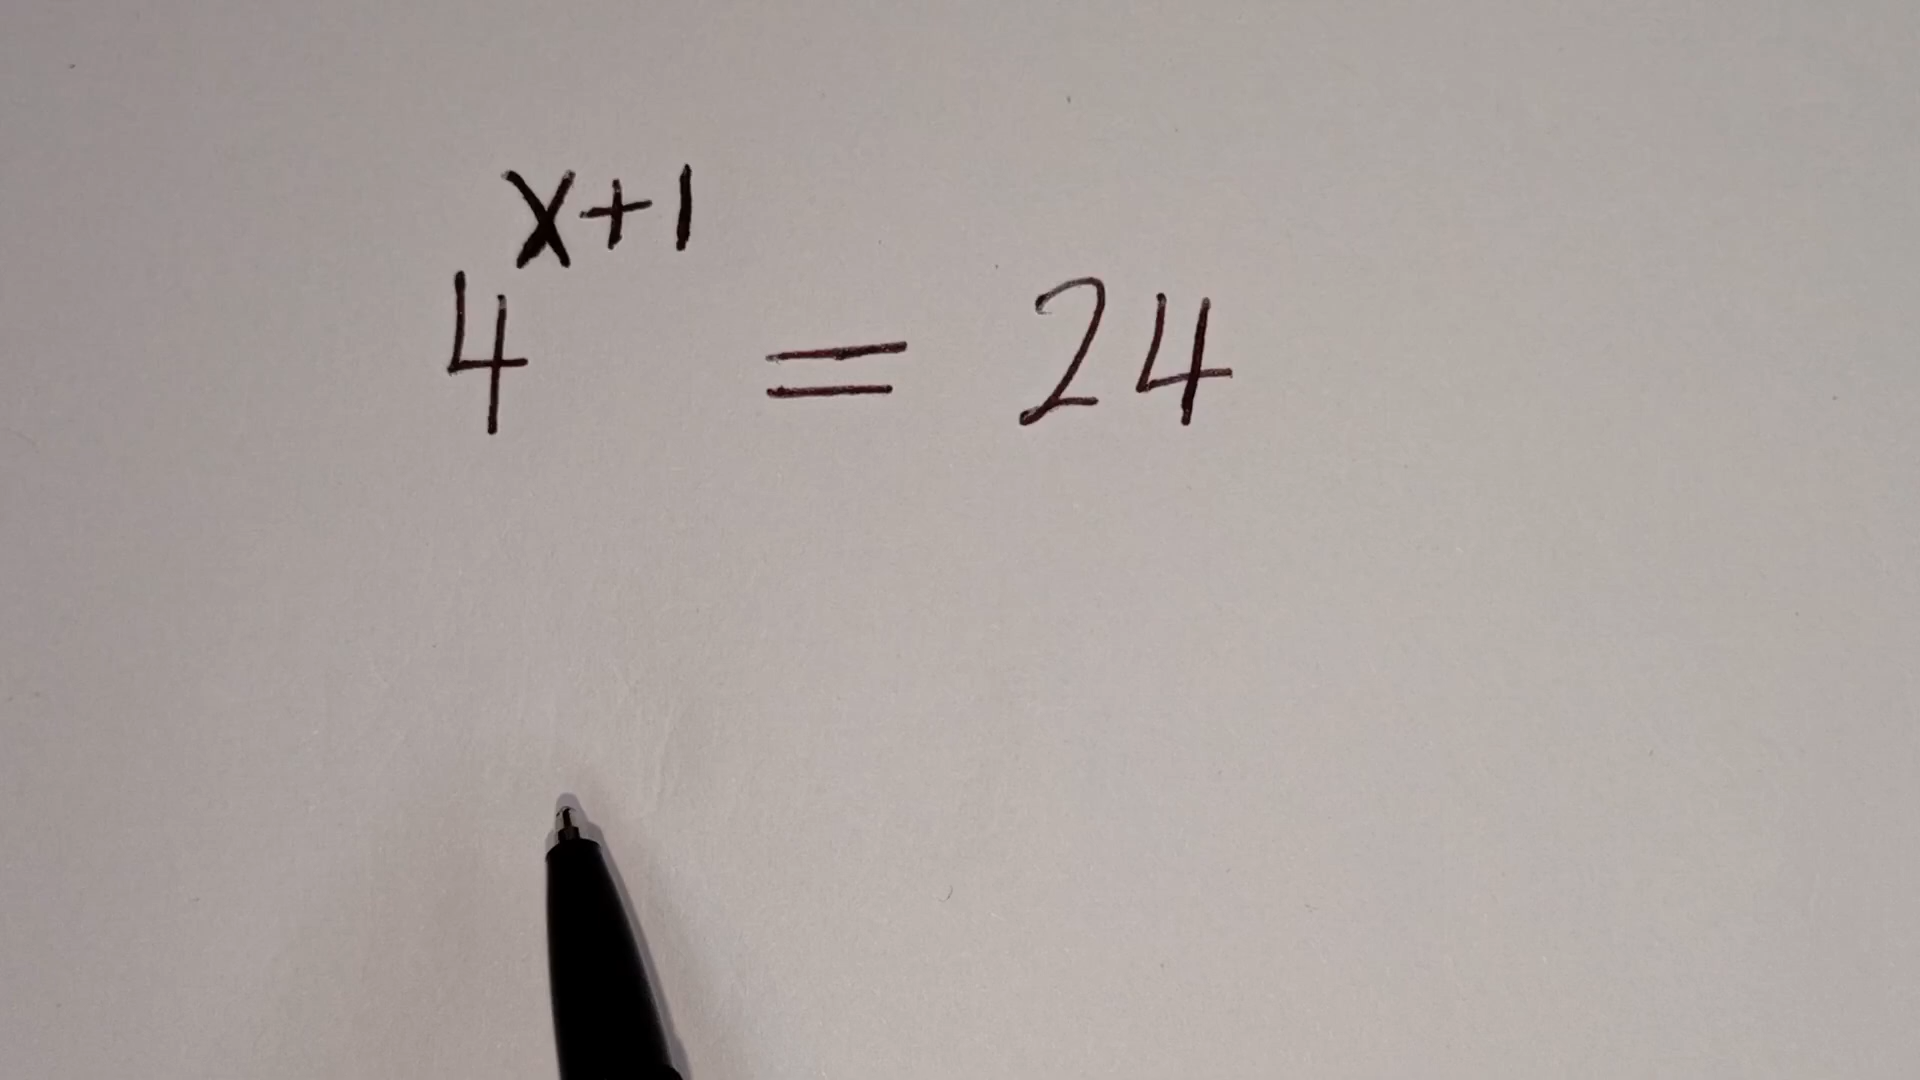 4^{x+1} = 24